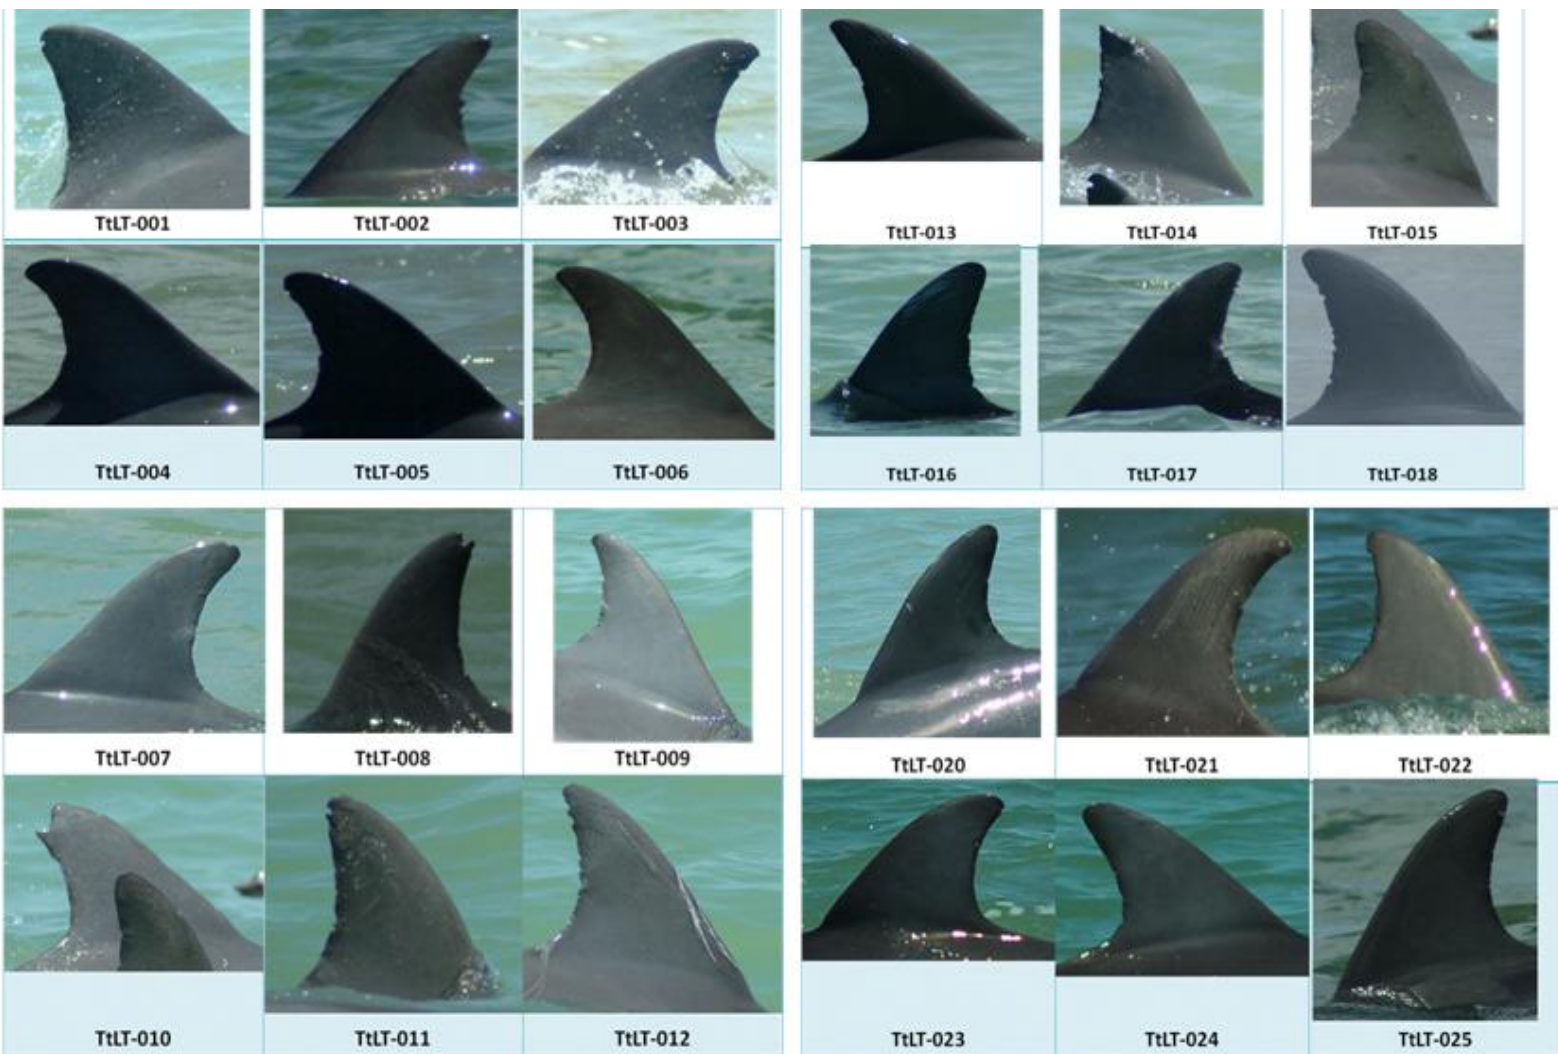 TtLT-001 TtLT-002 TtLT-003
TtLT-004 TtLT-005 TtLT-006
TtLT-007 TtLT-008 TtLT-009
TtLT-010 TtLT-011 TtLT-012
TtLT-013 TtLT-014 TtLT-015
TtLT-016 TtLT-017 TtLT-018
TtLT-020 TtLT-021 TtLT-022
TtLT-023 TtLT-024 TtLT-025